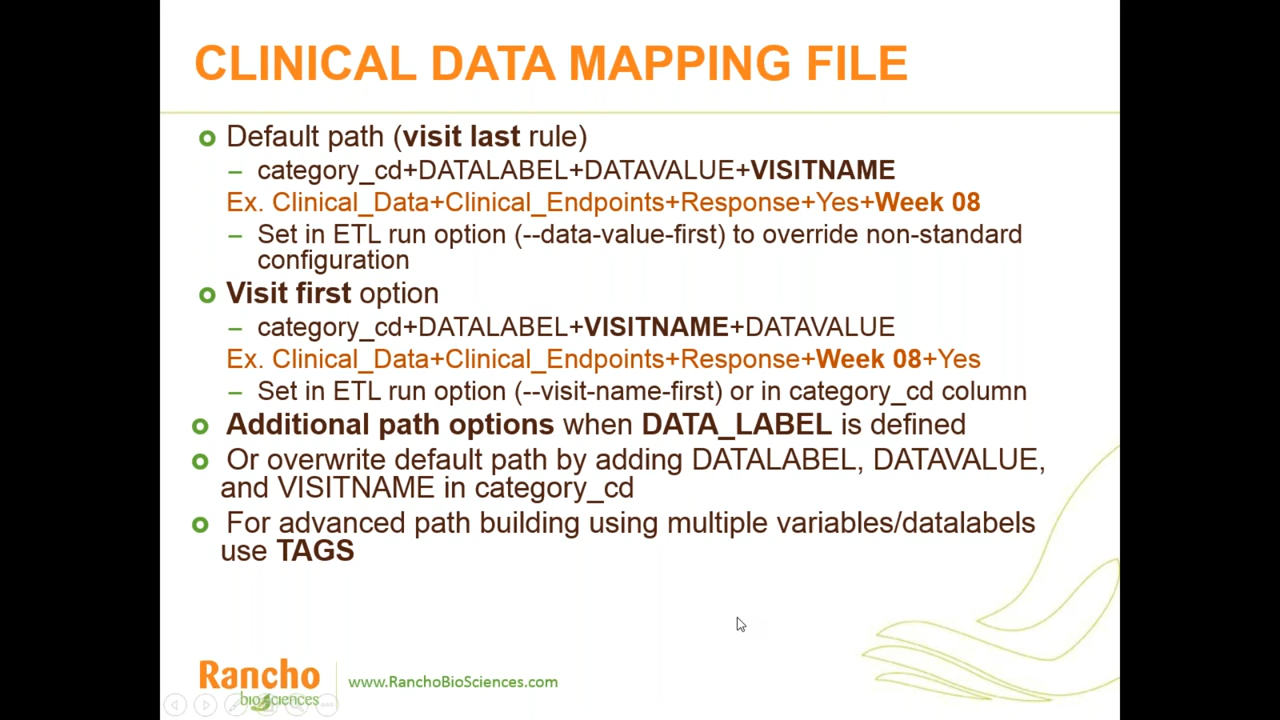 CLINICAL DATA MAPPING FILE
Default path (visit last rule)
– category_cd+DATALABEL+DATAVALUE+VISITNAME
Ex. Clinical_Data+Clinical_Endpoints+Response+Yes+Week 08
– Set in ETL run option (--data-value-first) to override non-standard
configuration
Visit first option
– category_cd+DATALABEL+VISITNAME+DATAVALUE
Ex. Clinical_Data+Clinical_Endpoints+Response+Week 08+Yes
– Set in ETL run option (--visit-name-first) or in category_cd column
Additional path options when DATA_LABEL is defined
Or overwrite default path by adding DATALABEL, DATAVALUE,
and VISITNAME in category_cd
For advanced path building using multiple variables/datalabels
use TAGS
Rancho
biosciences
www.RanchoBioSciences.com